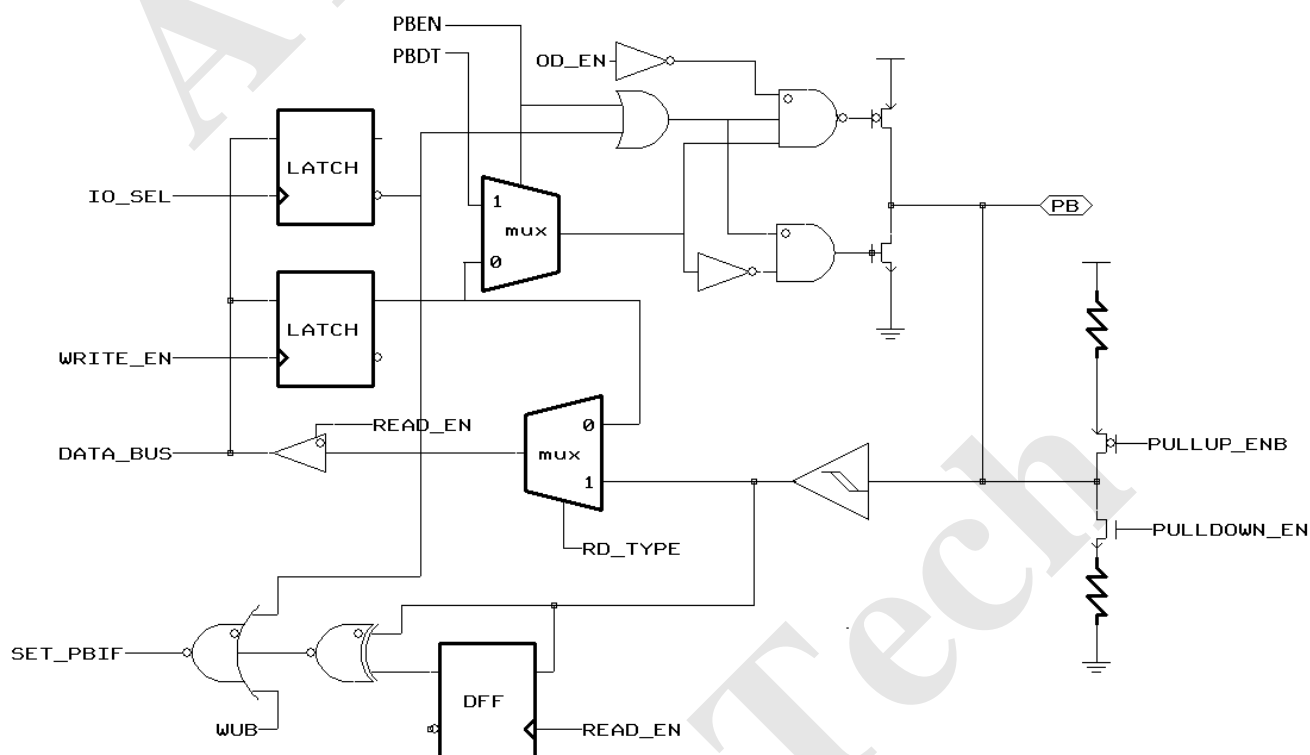 PBEN
PBDT
OD_EN
LATCH
IO_SEL
1
mux
0
PB
LATCH
WRITE_EN
READ_EN
0
DATA_BUS
mux
1
PULLUP_ENB
RD_TYPE
PULLDOWN_EN
SET_PBIF
DFF
WUB
READ_EN
Tech